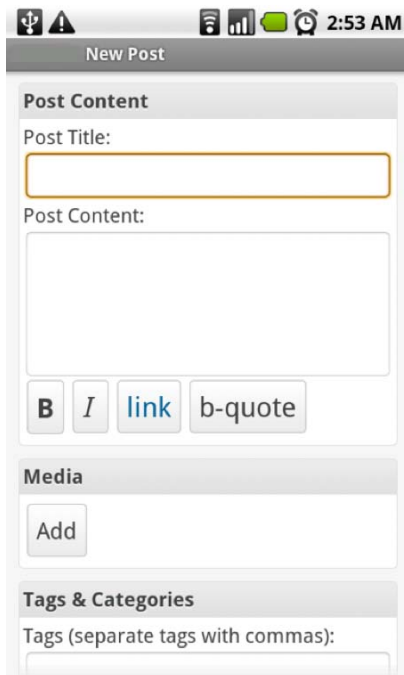 2:53 AM
New Post
Post Content
Post Title:
Post Content:
B I link b-quote
Media
Add
Tags & Categories
Tags (separate tags with commas):